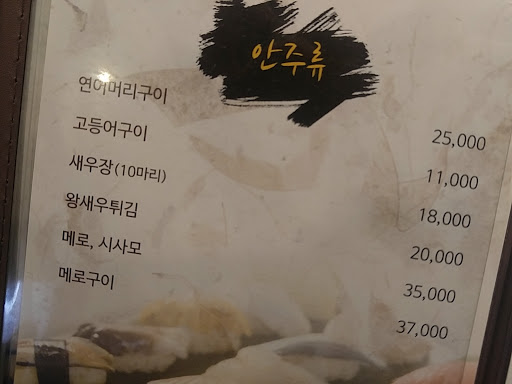 안주류
연어머리구이 25,000
고등어구이 11,000
새우장(10마리) 18,000
왕새우튀김 20,000
메로, 시사모 35,000
메로구이 37,000